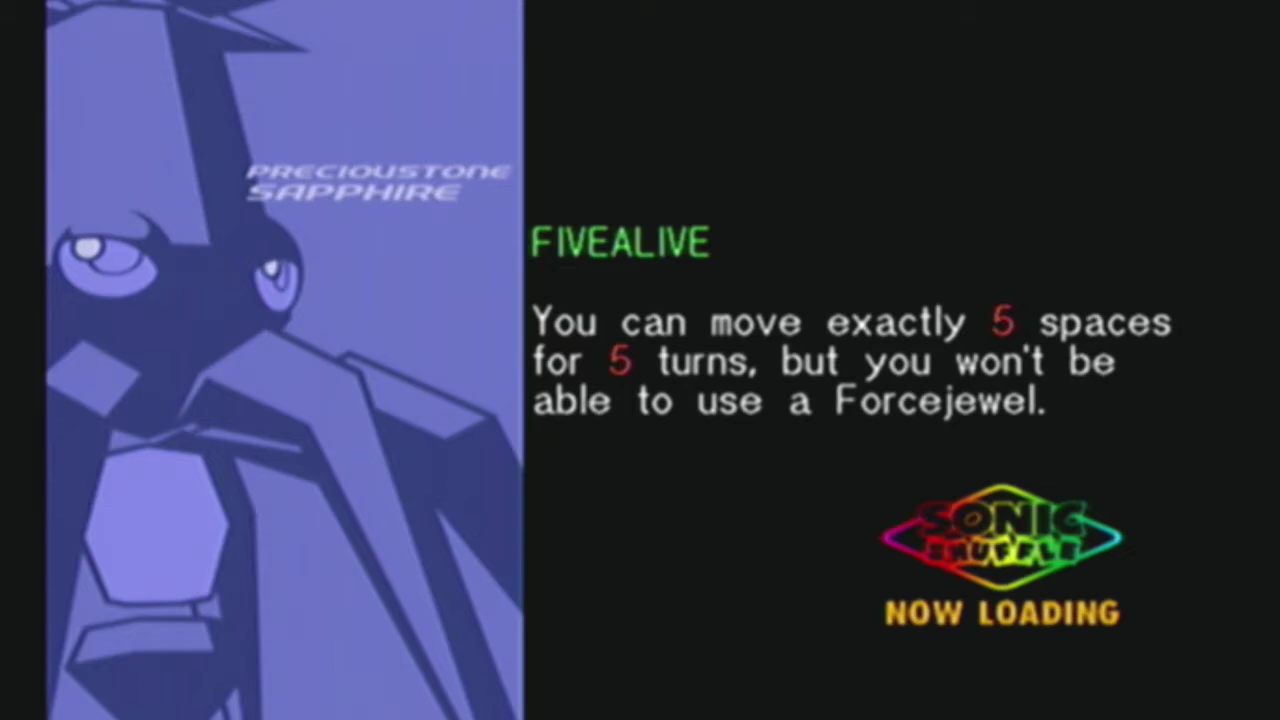 PRECIOUSTONE
SAPPHIRE
FIVEALIVE
You can move exactly 5 spaces
for 5 turns, but you won't be
able to use a Forcejewel.
SONIC
SHUFFLE
NOW LOADING